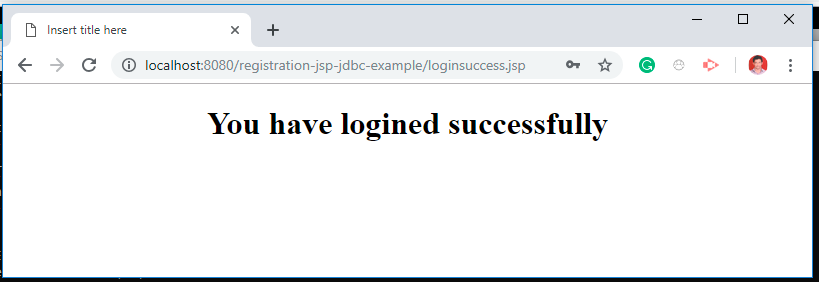 Insert title here
localhost:8080/registration-jsp-jdbc-example/loginsuccess.jsp
You have logined successfully